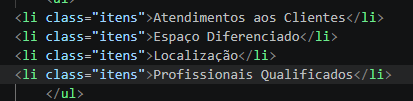 <ul>
<li class="itens">Atendimentos aos Clientes</li>
<li class="itens">Espaço Diferenciado</li>
<li class="itens">Localização</li>
<li class="itens">Profissionais Qualificados</li>
</ul>